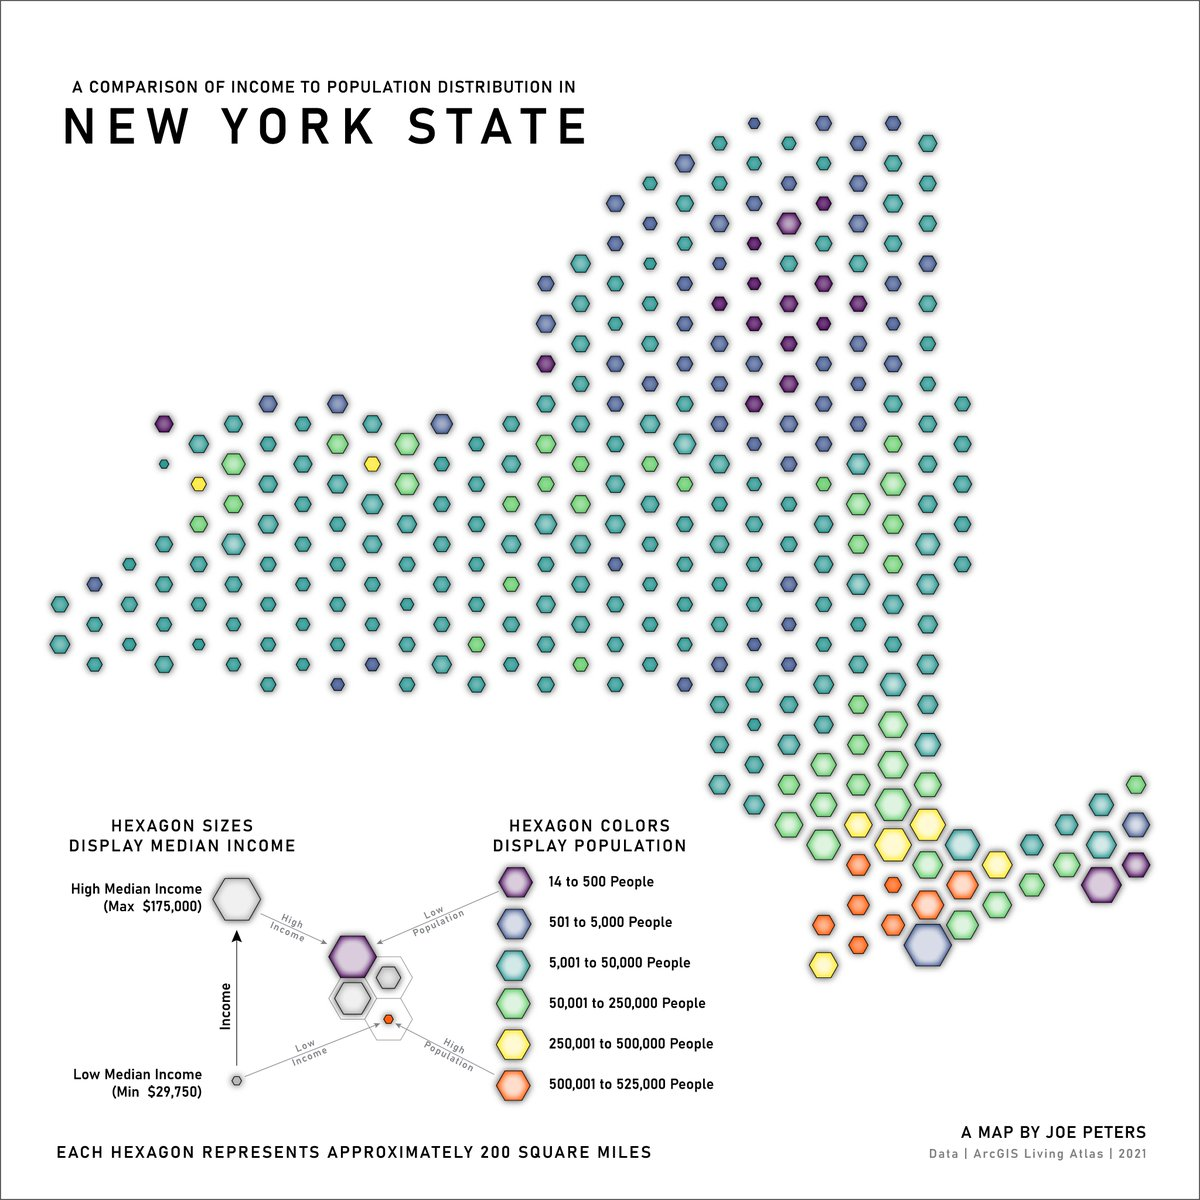 A COMPARISON OF INCOME TO POPULATION DISTRIBUTION IN
NEW YORK STATE
HEXAGON SIZES
DISPLAY MEDIAN INCOME
High Median Income
(Max $175,000)
Income
Low Median Income
(Min $29,750)
High
Income
Low
Population
Low
Income
High
Population
HEXAGON COLORS
DISPLAY POPULATION
14 to 500 People
501 to 5,000 People
5,001 to 50,000 People
50,001 to 250,000 People
250,001 to 500,000 People
500,001 to 525,000 People
EACH HEXAGON REPRESENTS APPROXIMATELY 200 SQUARE MILES
A MAP BY JOE PETERS
Data | ArcGIS Living Atlas | 2021